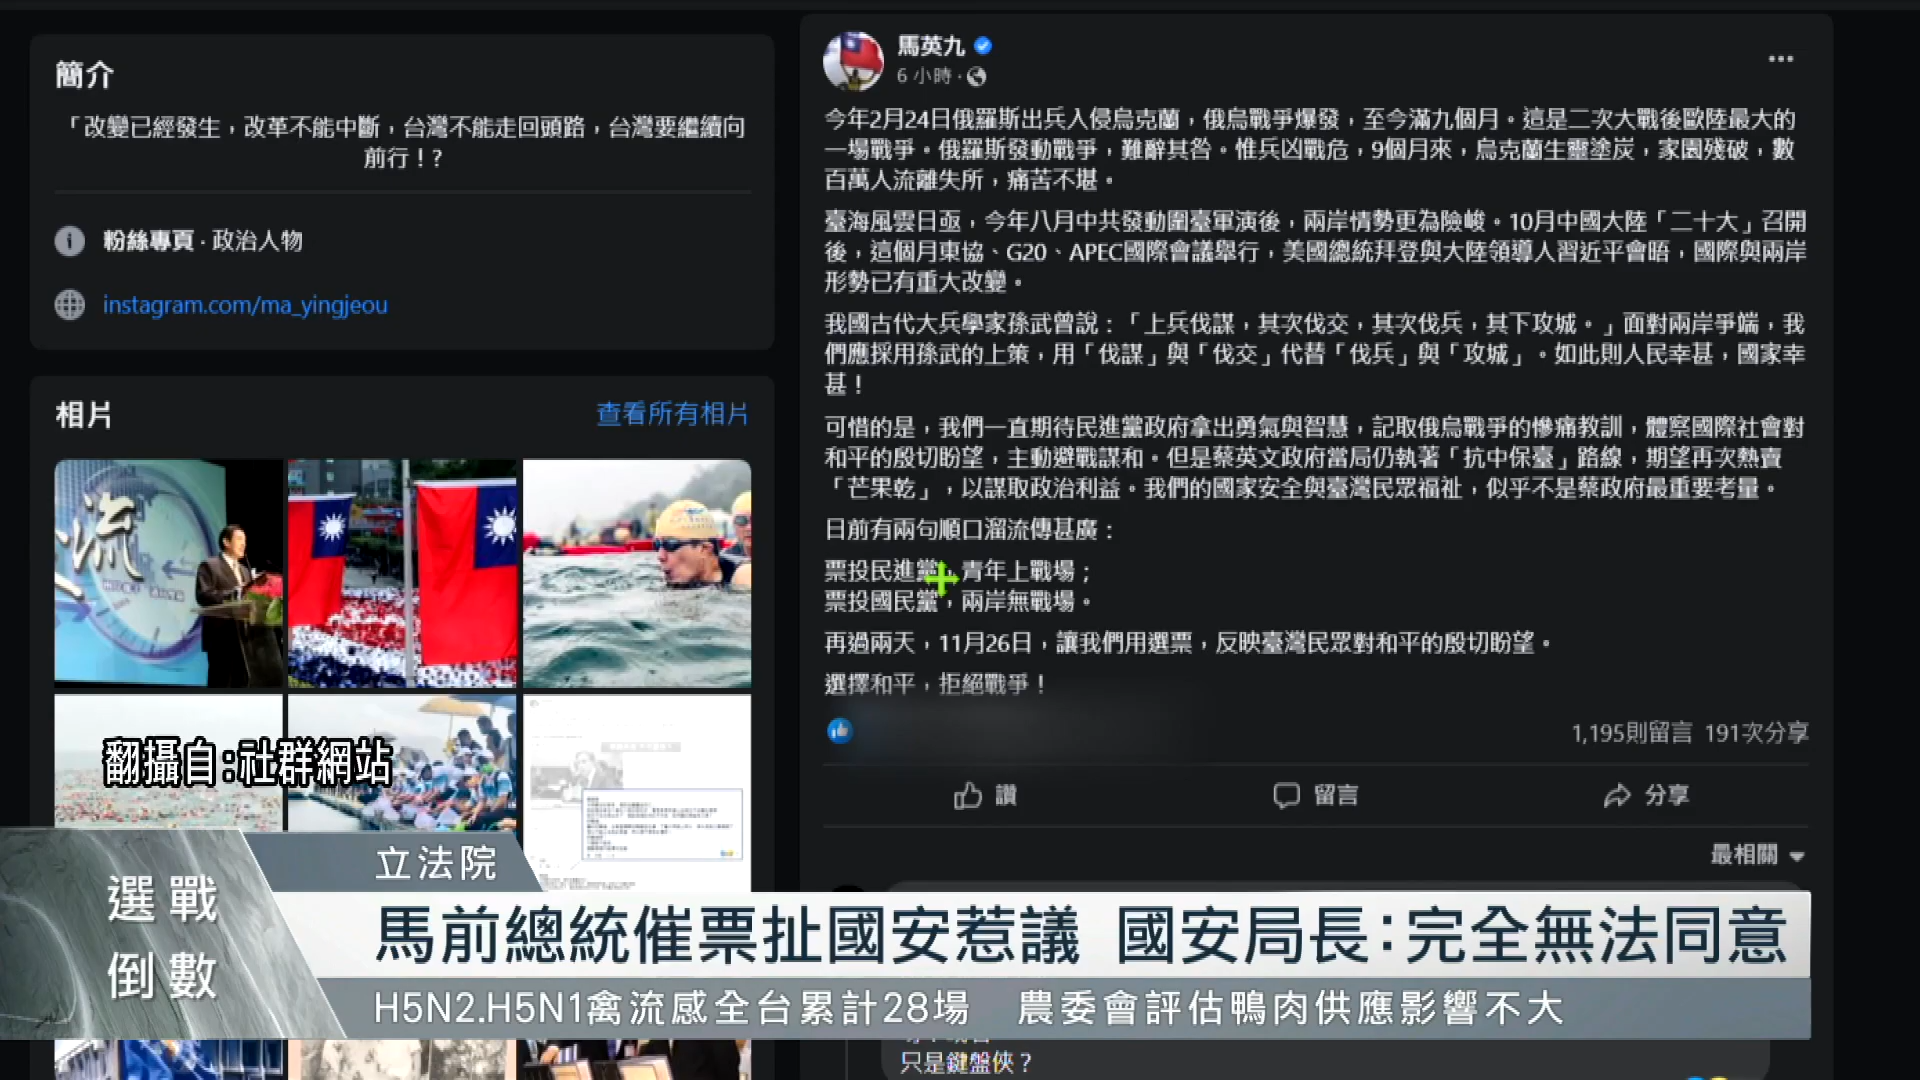 簡介
「改變已經發生，改革不能中斷，台灣不能走回頭路，台灣要繼續向
前行！?
粉絲專頁 · 政治人物
instagram.com/ma_yingjeou
相片
查看所有相片
流
馬英九
6 小時 ·
今年2月24日俄羅斯出兵入侵烏克蘭，俄烏戰爭爆發，至今滿九個月。這是二次大戰後歐陸最大的
一場戰爭。俄羅斯發動戰爭，難辭其咎。惟兵凶戰危，9個月來，烏克蘭生靈塗炭，家園殘破，數
百萬人流離失所，痛苦不堪。
臺海風雲日亟，今年八月中共發動圍臺軍演後，兩岸情勢更為險峻。10月中國大陸「二十大」召開
後，這個月東協、G20、APEC國際會議舉行，美國總統拜登與大陸領導人習近平會晤，國際與兩岸
形勢已有重大改變。
我國古代大兵學家孫武曾說：「上兵伐謀，其次伐交，其次伐兵，其下攻城。」面對兩岸爭端，我
們應採用孫武的上策，用「伐謀」與「伐交」代替「伐兵」與「攻城」。如此則人民幸甚，國家幸
甚！
可惜的是，我們一直期待民進黨政府拿出勇氣與智慧，記取俄烏戰爭的慘痛教訓，體察國際社會對
和平的殷切盼望，主動避戰謀和。但是蔡英文政府當局仍執著「抗中保臺」路線，期望再次熱賣
「芒果乾」，以謀取政治利益。我們的國家安全與臺灣民眾福祉，似乎不是蔡政府最重要考量。
日前有兩句順口溜流傳甚廣：
票投民進黨，青年上戰場；
票投國民黨，兩岸無戰場。
再過兩天，11月26日，讓我們用選票，反映臺灣民眾對和平的殷切盼望。
選擇和平，拒絕戰爭！
1,195則留言 191次分享
讚 留言 分享
最相關
只是鍵盤俠？
翻攝自:社群網站
立法院
選戰
倒數
馬前總統催票扯國安惹議 國安局長:完全無法同意
H5N2.H5N1禽流感全台累計28場 農委會評估鴨肉供應影響不大